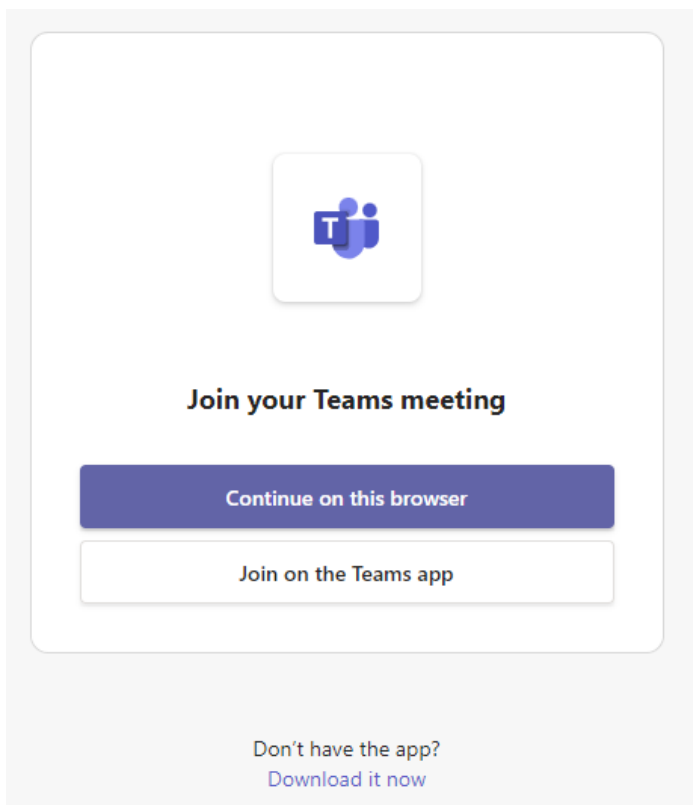 T
Join your Teams meeting
Continue on this browser
Join on the Teams app
Don't have the app?
Download it now